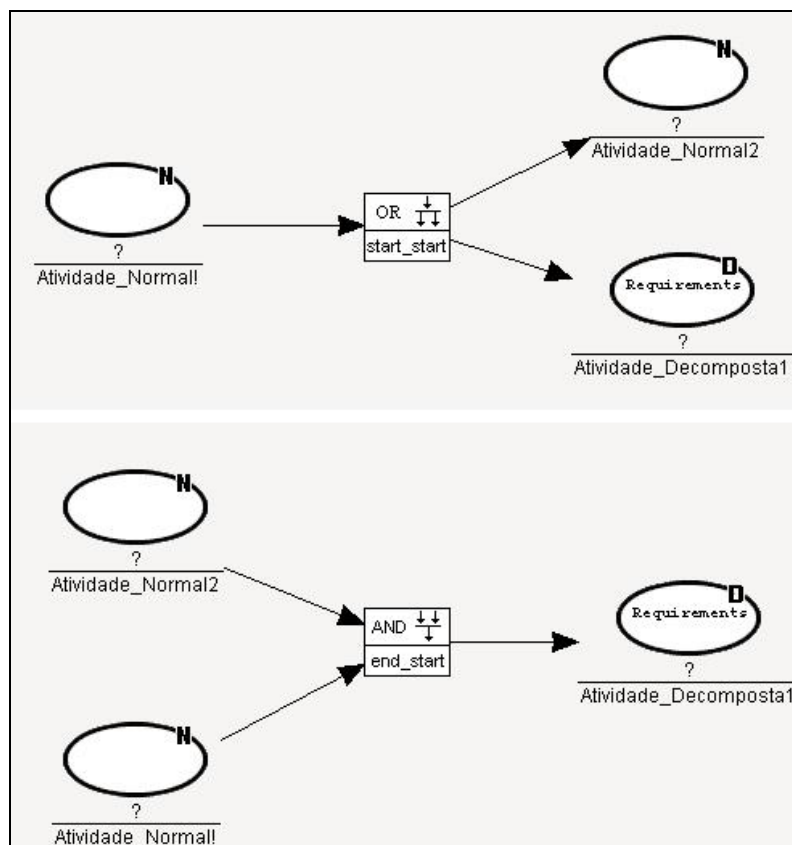 N
?
Atividade_Normal2
N
?
Atividade_Normal!
OR
start_start
D
Requirements
?
Atividade_Decomposta1
N
?
Atividade_Normal2
AND
end_start
D
Requirements
?
Atividade_Decomposta1
N
?
Atividade_Normal!